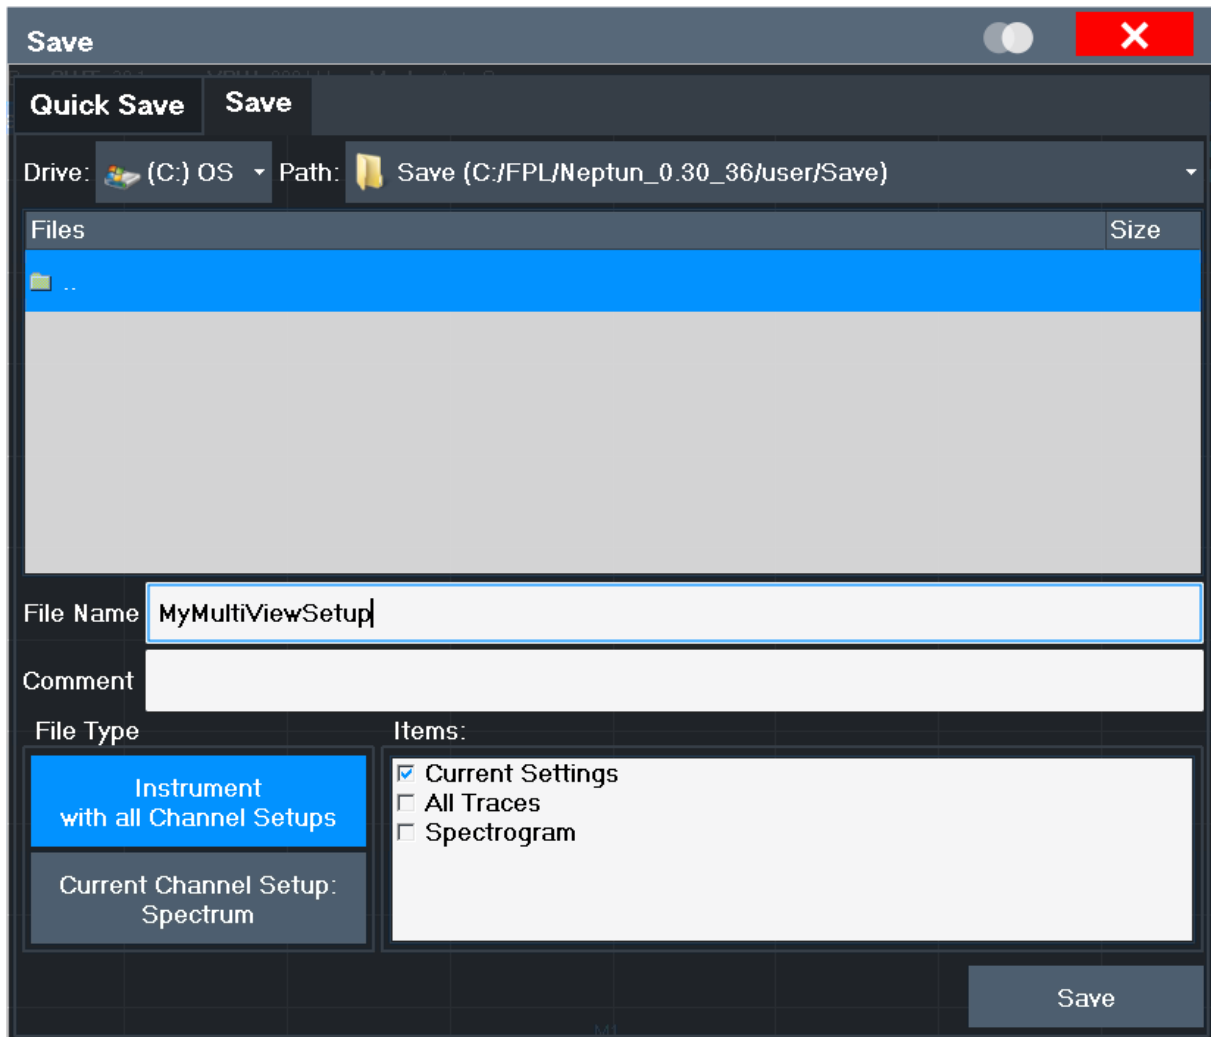 Save
Quick Save Save
Drive: (C:) OS Path: Save (C:/FPL/Neptun_0.30_36/user/Save)
Files Size
..
File Name MyMultiViewSetup
Comment
File Type Items:
Instrument
with all Channel Setups
Current Channel Setup:
Spectrum
Current Settings
All Traces
Spectrogram
Save
M1